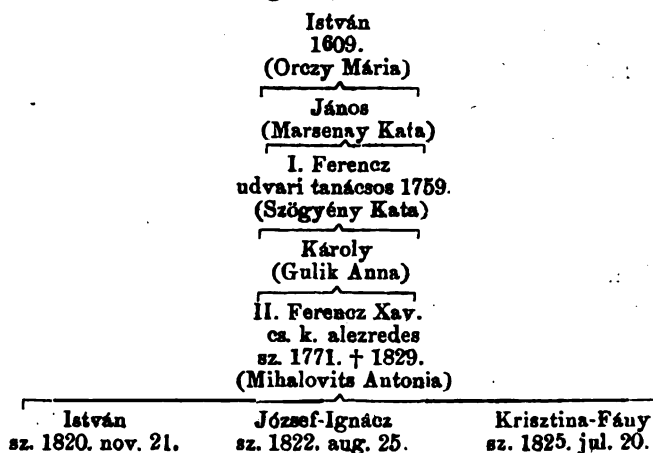 István
1609.
(Orczy Mária)
János
(Marsenay Kata)
I. Ferencz
udvari tanácsos 1759.
(Szögyény Kata)
Károly
(Gulik Anna)
II. Ferencz Xav.
cs. k. alezredes
sz. 1771. † 1829.
(Mihalovits Antonia)
István József-Ignácz Krisztina-Fáuy
sz. 1820. nov. 21. sz. 1822. aug. 25. sz. 1825. jul. 20.